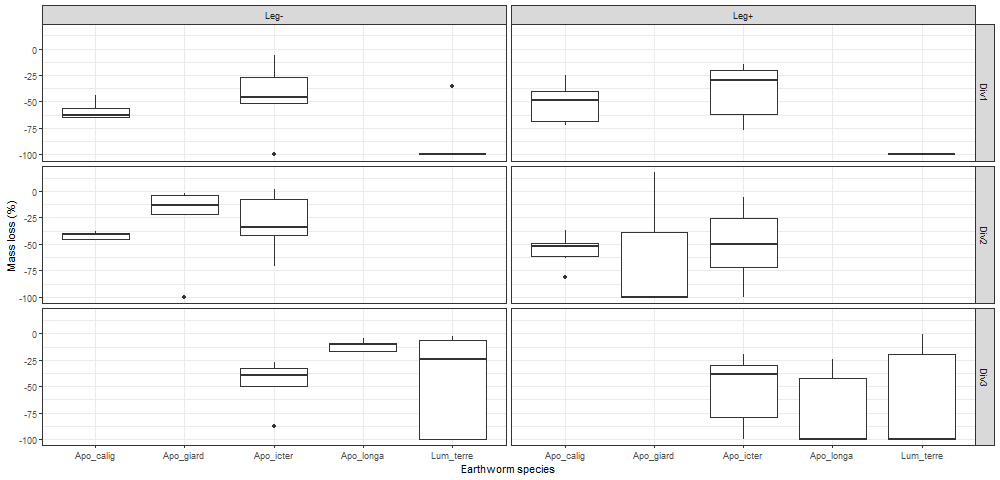 Leg-
Leg+
Mass loss (%)
0
-25
-50
-75
-100
Div1
0
-25
-50
-75
-100
Div2
0
-25
-50
-75
-100
Div3
Apo_calig
Apo_giard
Apo_icter
Apo_longa
Lum_terre
Apo_calig
Apo_giard
Apo_icter
Apo_longa
Lum_terre
Earthworm species